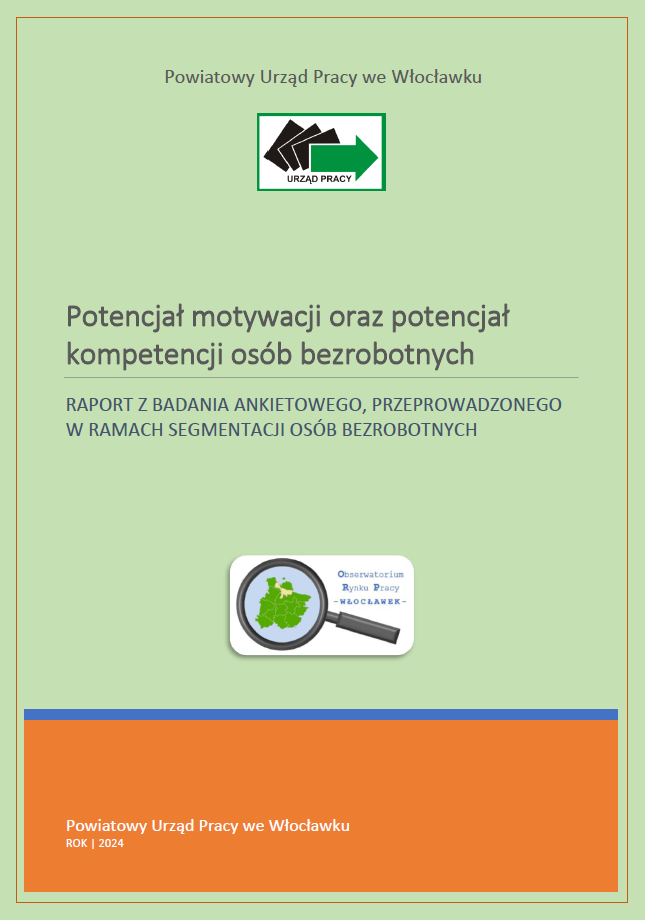 Powiatowy Urząd Pracy we Włocławku
URZĄD PRACY
Potencjał motywacji oraz potencjał
kompetencji osób bezrobotnych
RAPORT Z BADANIA ANKIETOWEGO, PRZEPROWADZONEGO
W RAMACH SEGMENTACJI OSÓB BEZROBOTNYCH
Obserwatorium
Rynku Pracy
-WŁOCŁAWEK-
Powiatowy Urząd Pracy we Włocławku
ROK | 2024